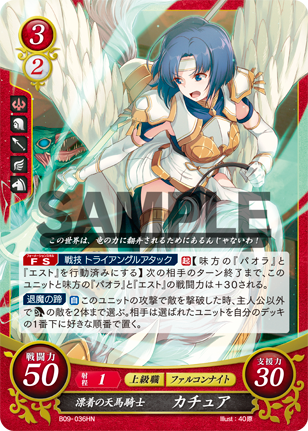 3
2
SAMPLE
この世界は、竜の力に翻弄されるためにあるんじゃないわ!
FS 戦技 トライアングルアタック 起 【味方の『パオラ』と
『エスト』を行動済みにする】次の相手のターン終了まで、この
ユニットと味方の『パオラ』と『エスト』の戦闘力は+30される。
退魔の蹄 自 このユニットの攻撃で敵を撃破した時、主人公以外
で の敵を2体まで選ぶ。相手は選ばれたユニットを自分のデッキ
の1番下に好きな順番で置く。
戦闘力
50
射程 1
上級職
ファルコンナイト
漂着の天馬騎士 カチュア
支援力
30
B09-036HN
Illust:40原